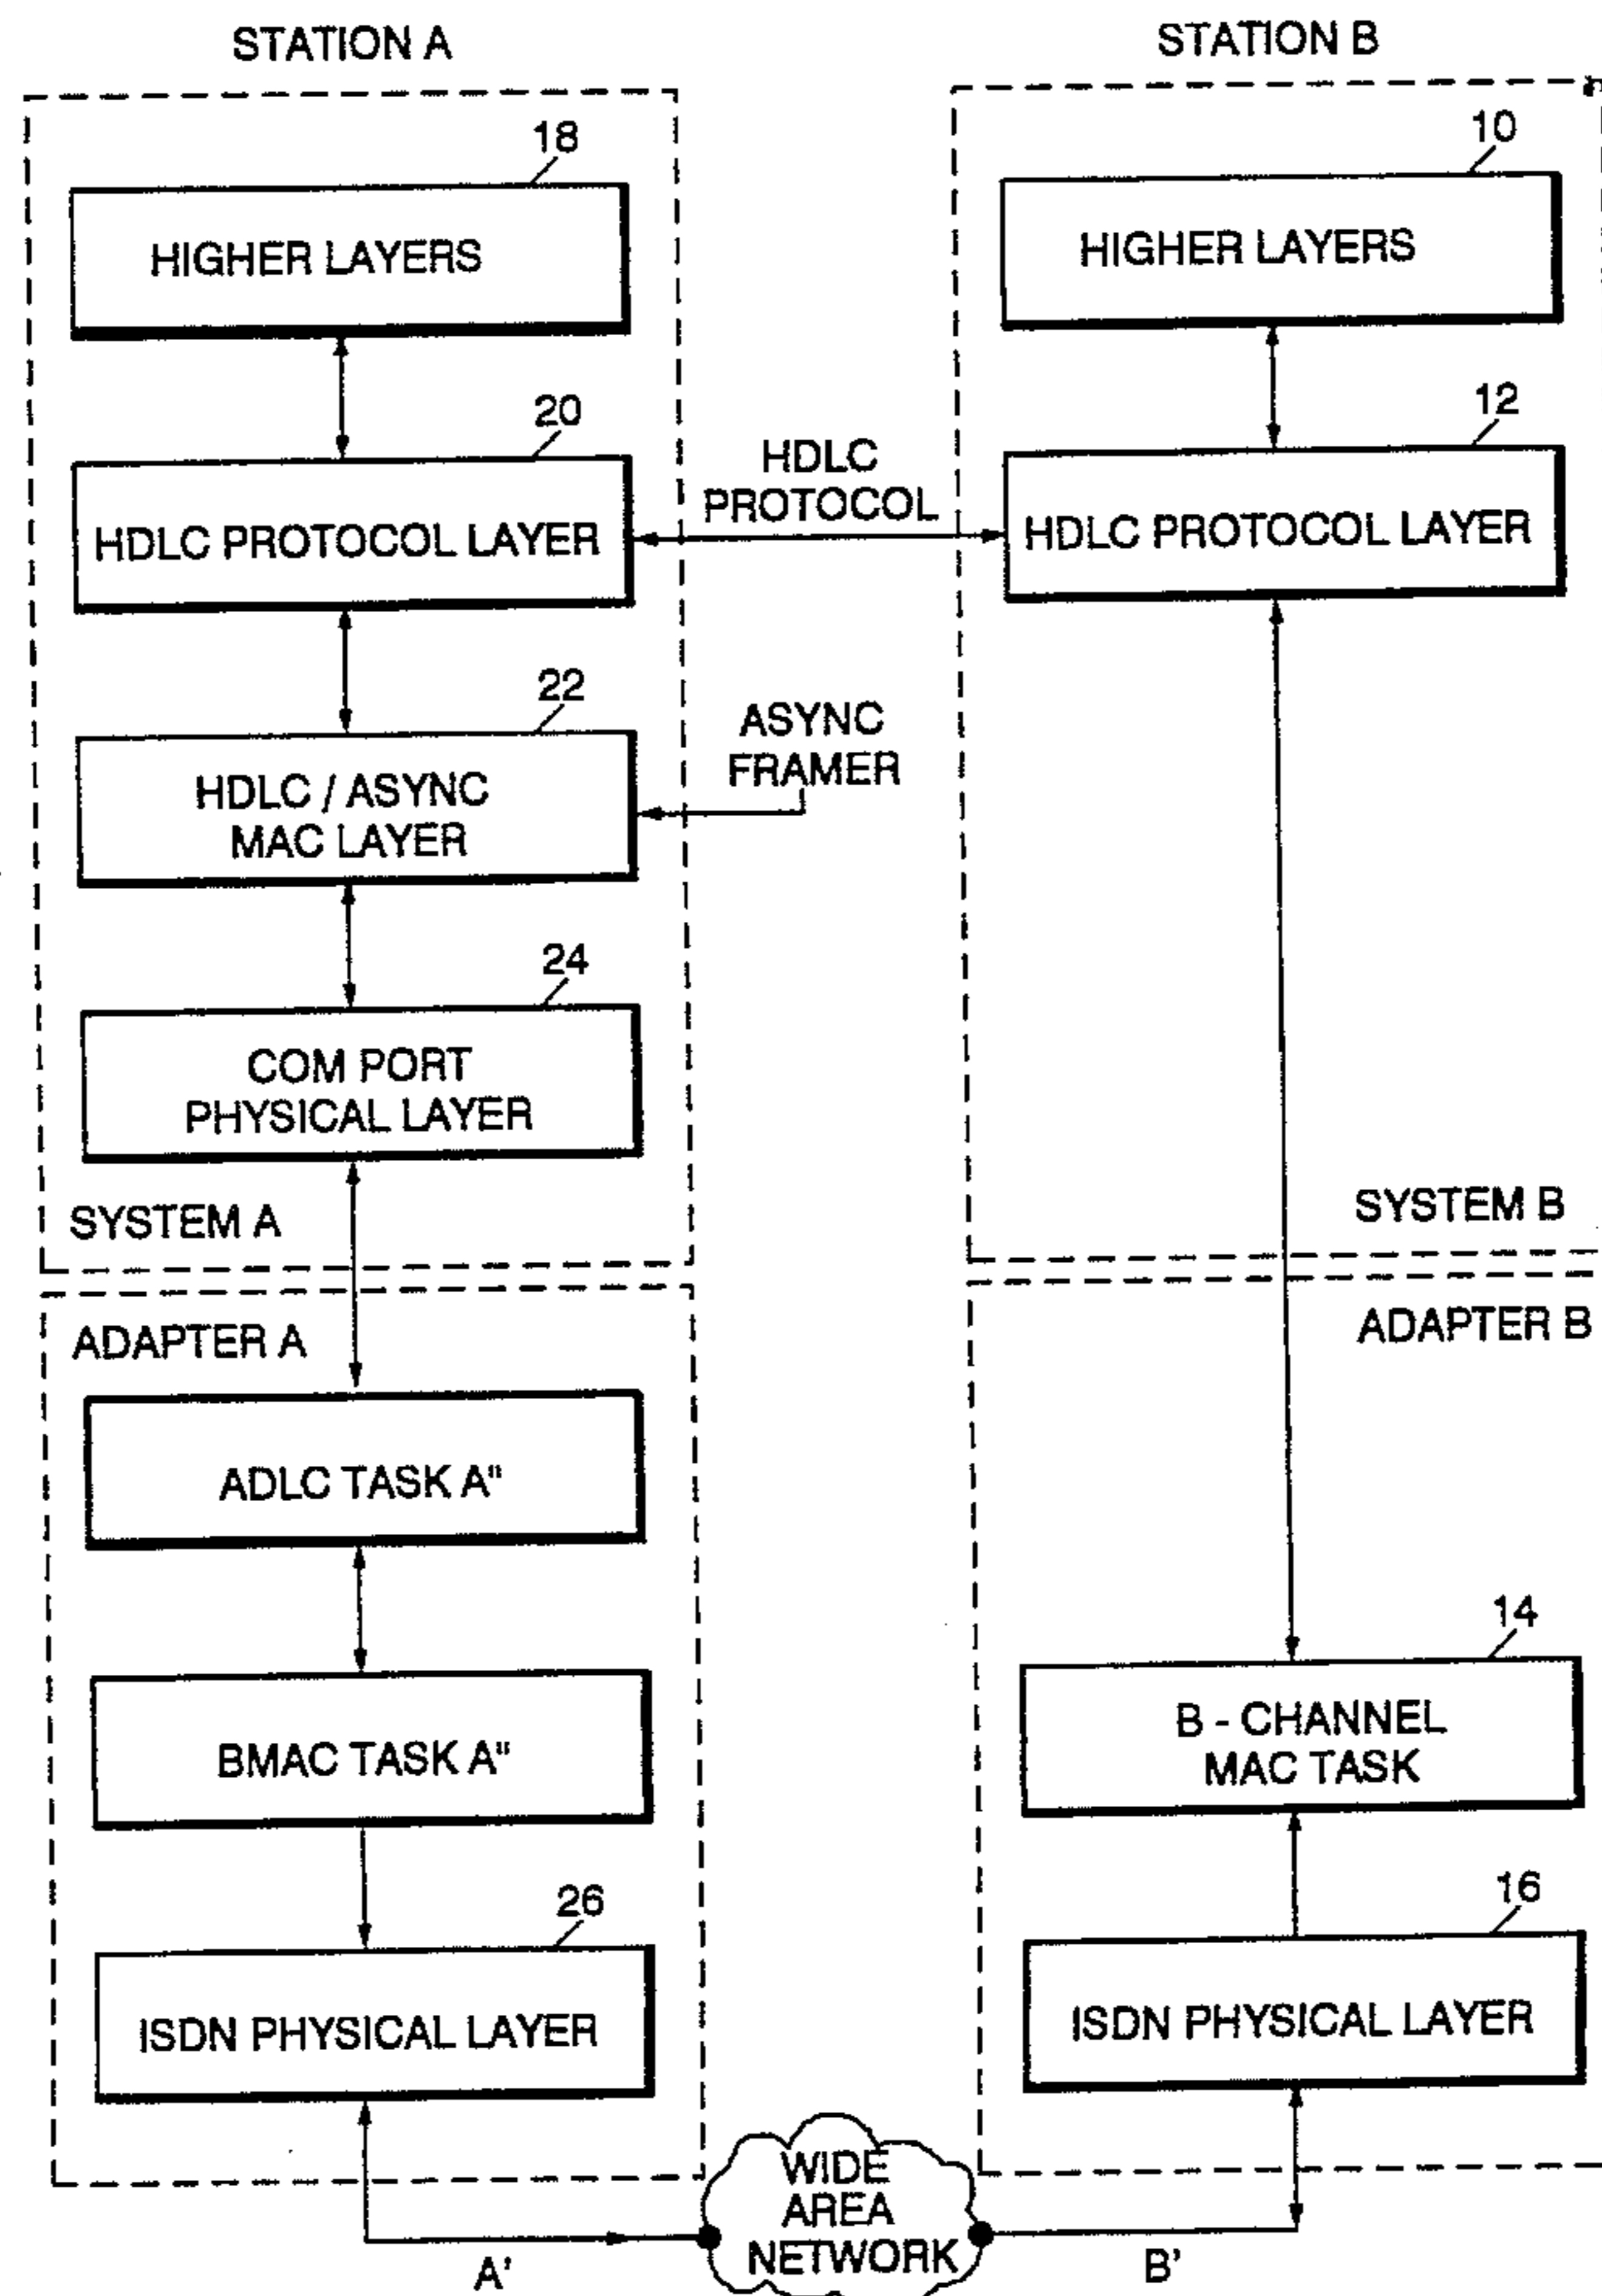 STATION A
18
HIGHER LAYERS
20
HDLC PROTOCOL LAYER
22
HDLC / ASYNC
MAC LAYER
24
COM PORT
PHYSICAL LAYER
SYSTEM A
ADAPTER A
ADLC TASK A"
BMAC TASK A"
26
ISDN PHYSICAL LAYER
A'
HDLC
PROTOCOL
ASYNC
FRAMER
WIDE
AREA
NETWORK
STATION B
10
HIGHER LAYERS
12
HDLC PROTOCOL LAYER
SYSTEM B
ADAPTER B
14
B - CHANNEL
MAC TASK
16
ISDN PHYSICAL LAYER
B'